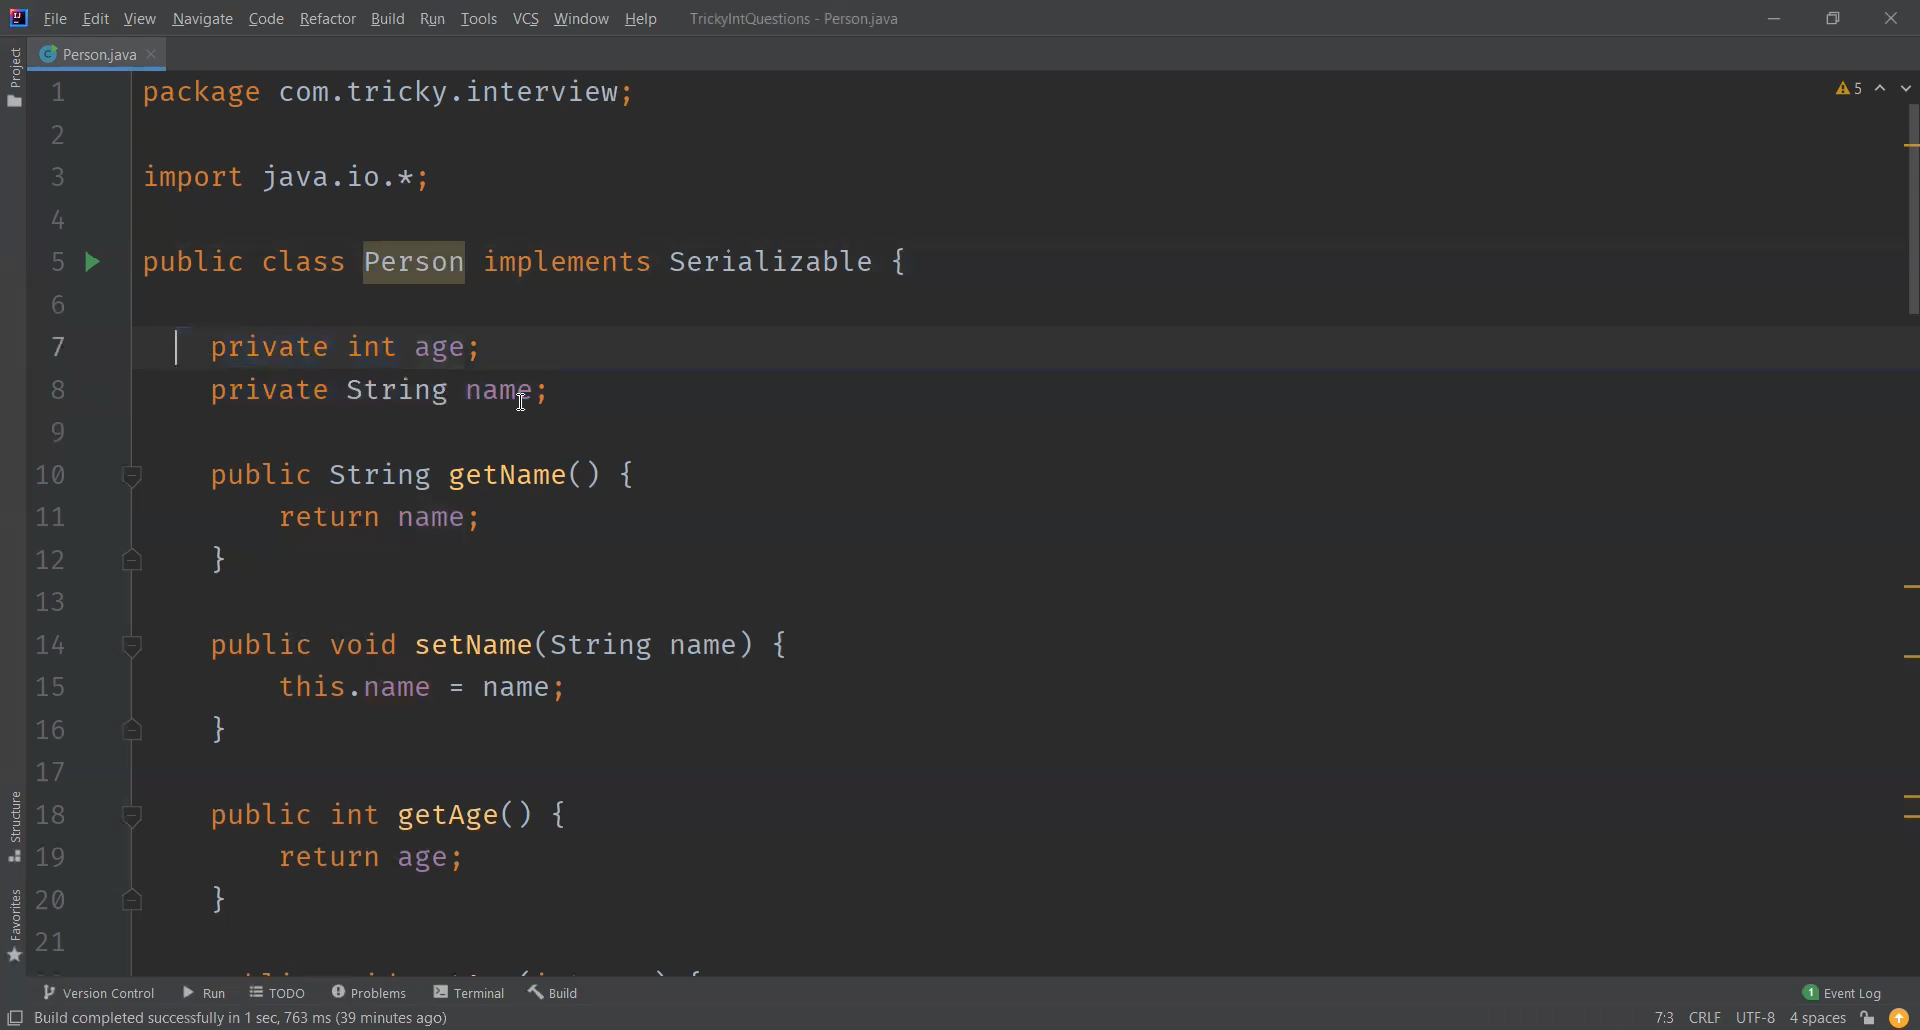 File Edit View Navigate Code Refactor Build Run Tools VCS Window Help TrickyIntQuestions - Person.java
Person.java
Project
1 package com.tricky.interview;
2
3 import java.io.*;
4
5 public class Person implements Serializable {
6
7 private int age;
8 private String name;
9
10 public String getName() {
11 return name;
12 }
13
14 public void setName(String name) {
15 this.name = name;
16 }
17
18 public int getAge() {
19 return age;
20 }
21
5
Structure
Favorites
Version Control Run TODO Problems Terminal Build 1 Event Log
Build completed successfully in 1 sec, 763 ms (39 minutes ago) 7:3 CRLF UTF-8 4 spaces